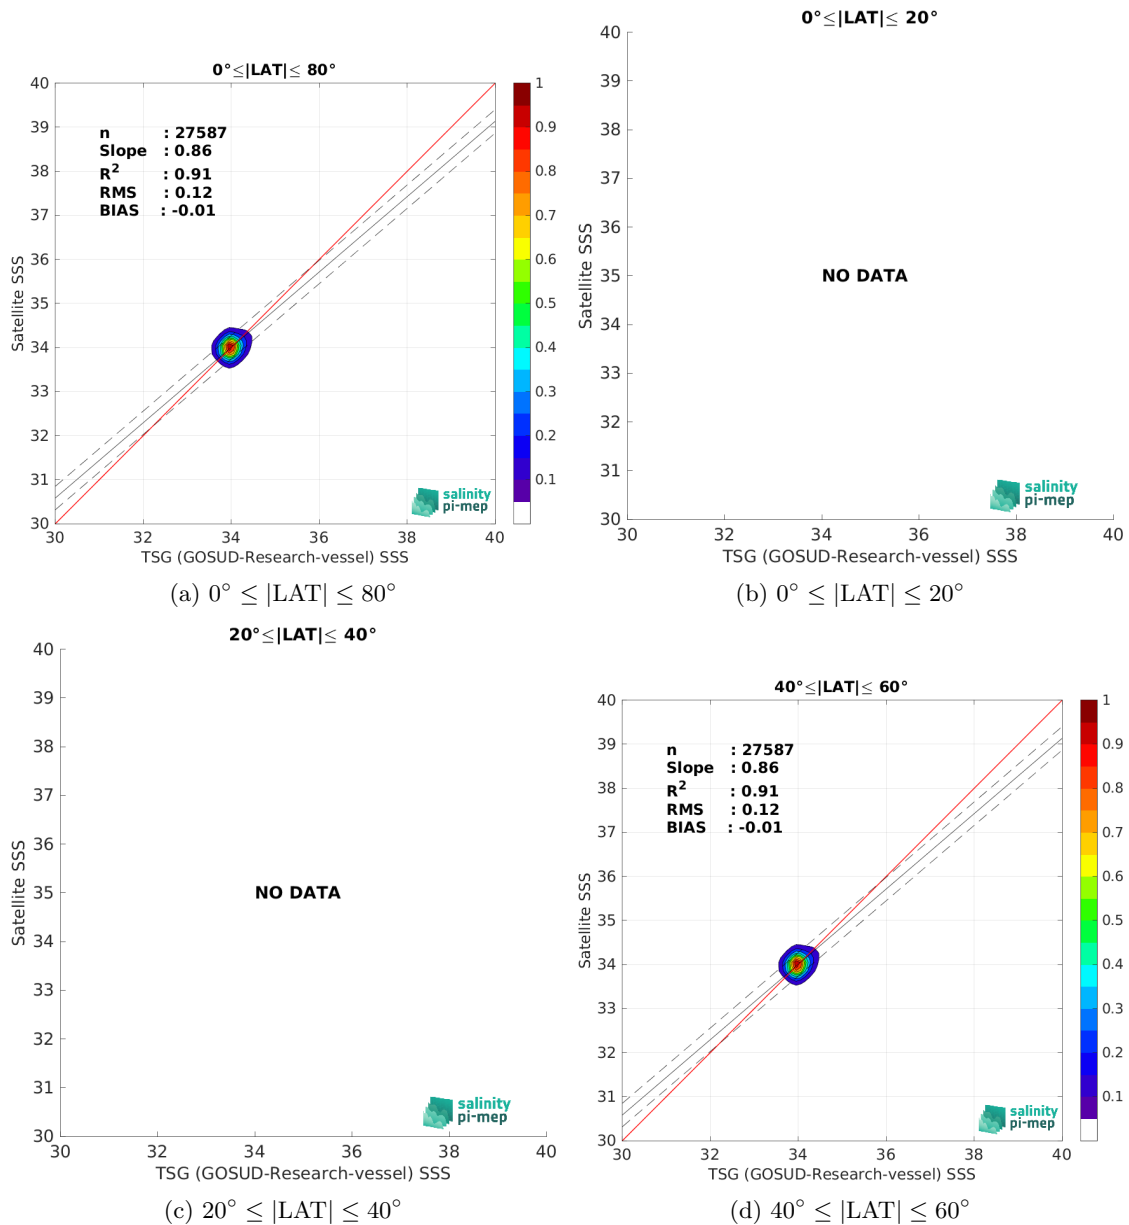 0°≤|LAT|≤ 80°
40
39
38
37
36
35
34
33
32
31
30
Satellite SSS
n : 27587
Slope : 0.86
R² : 0.91
RMS : 0.12
BIAS : -0.01
salinity
pi-mep
30 32 34 36 38 40
TSG (GOSUD-Research-vessel) SSS
1
0.9
0.8
0.7
0.6
0.5
0.4
0.3
0.2
0.1
(a) 0° ≤ |LAT| ≤ 80°
0°≤|LAT|≤ 20°
40
39
38
37
36
35
34
33
32
31
30
Satellite SSS
NO DATA
salinity
pi-mep
30 32 34 36 38 40
TSG (GOSUD-Research-vessel) SSS
(b) 0° ≤ |LAT| ≤ 20°
20°≤|LAT|≤ 40°
40
39
38
37
36
35
34
33
32
31
30
Satellite SSS
NO DATA
salinity
pi-mep
30 32 34 36 38 40
TSG (GOSUD-Research-vessel) SSS
(c) 20° ≤ |LAT| ≤ 40°
40°≤|LAT|≤ 60°
40
39
38
37
36
35
34
33
32
31
30
Satellite SSS
n : 27587
Slope : 0.86
R² : 0.91
RMS : 0.12
BIAS : -0.01
salinity
pi-mep
30 32 34 36 38 40
TSG (GOSUD-Research-vessel) SSS
1
0.9
0.8
0.7
0.6
0.5
0.4
0.3
0.2
0.1
(d) 40° ≤ |LAT| ≤ 60°